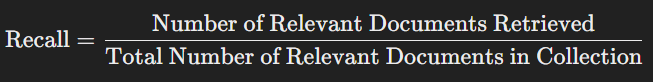 Recall = Number of Relevant Documents Retrieved / Total Number of Relevant Documents in Collection